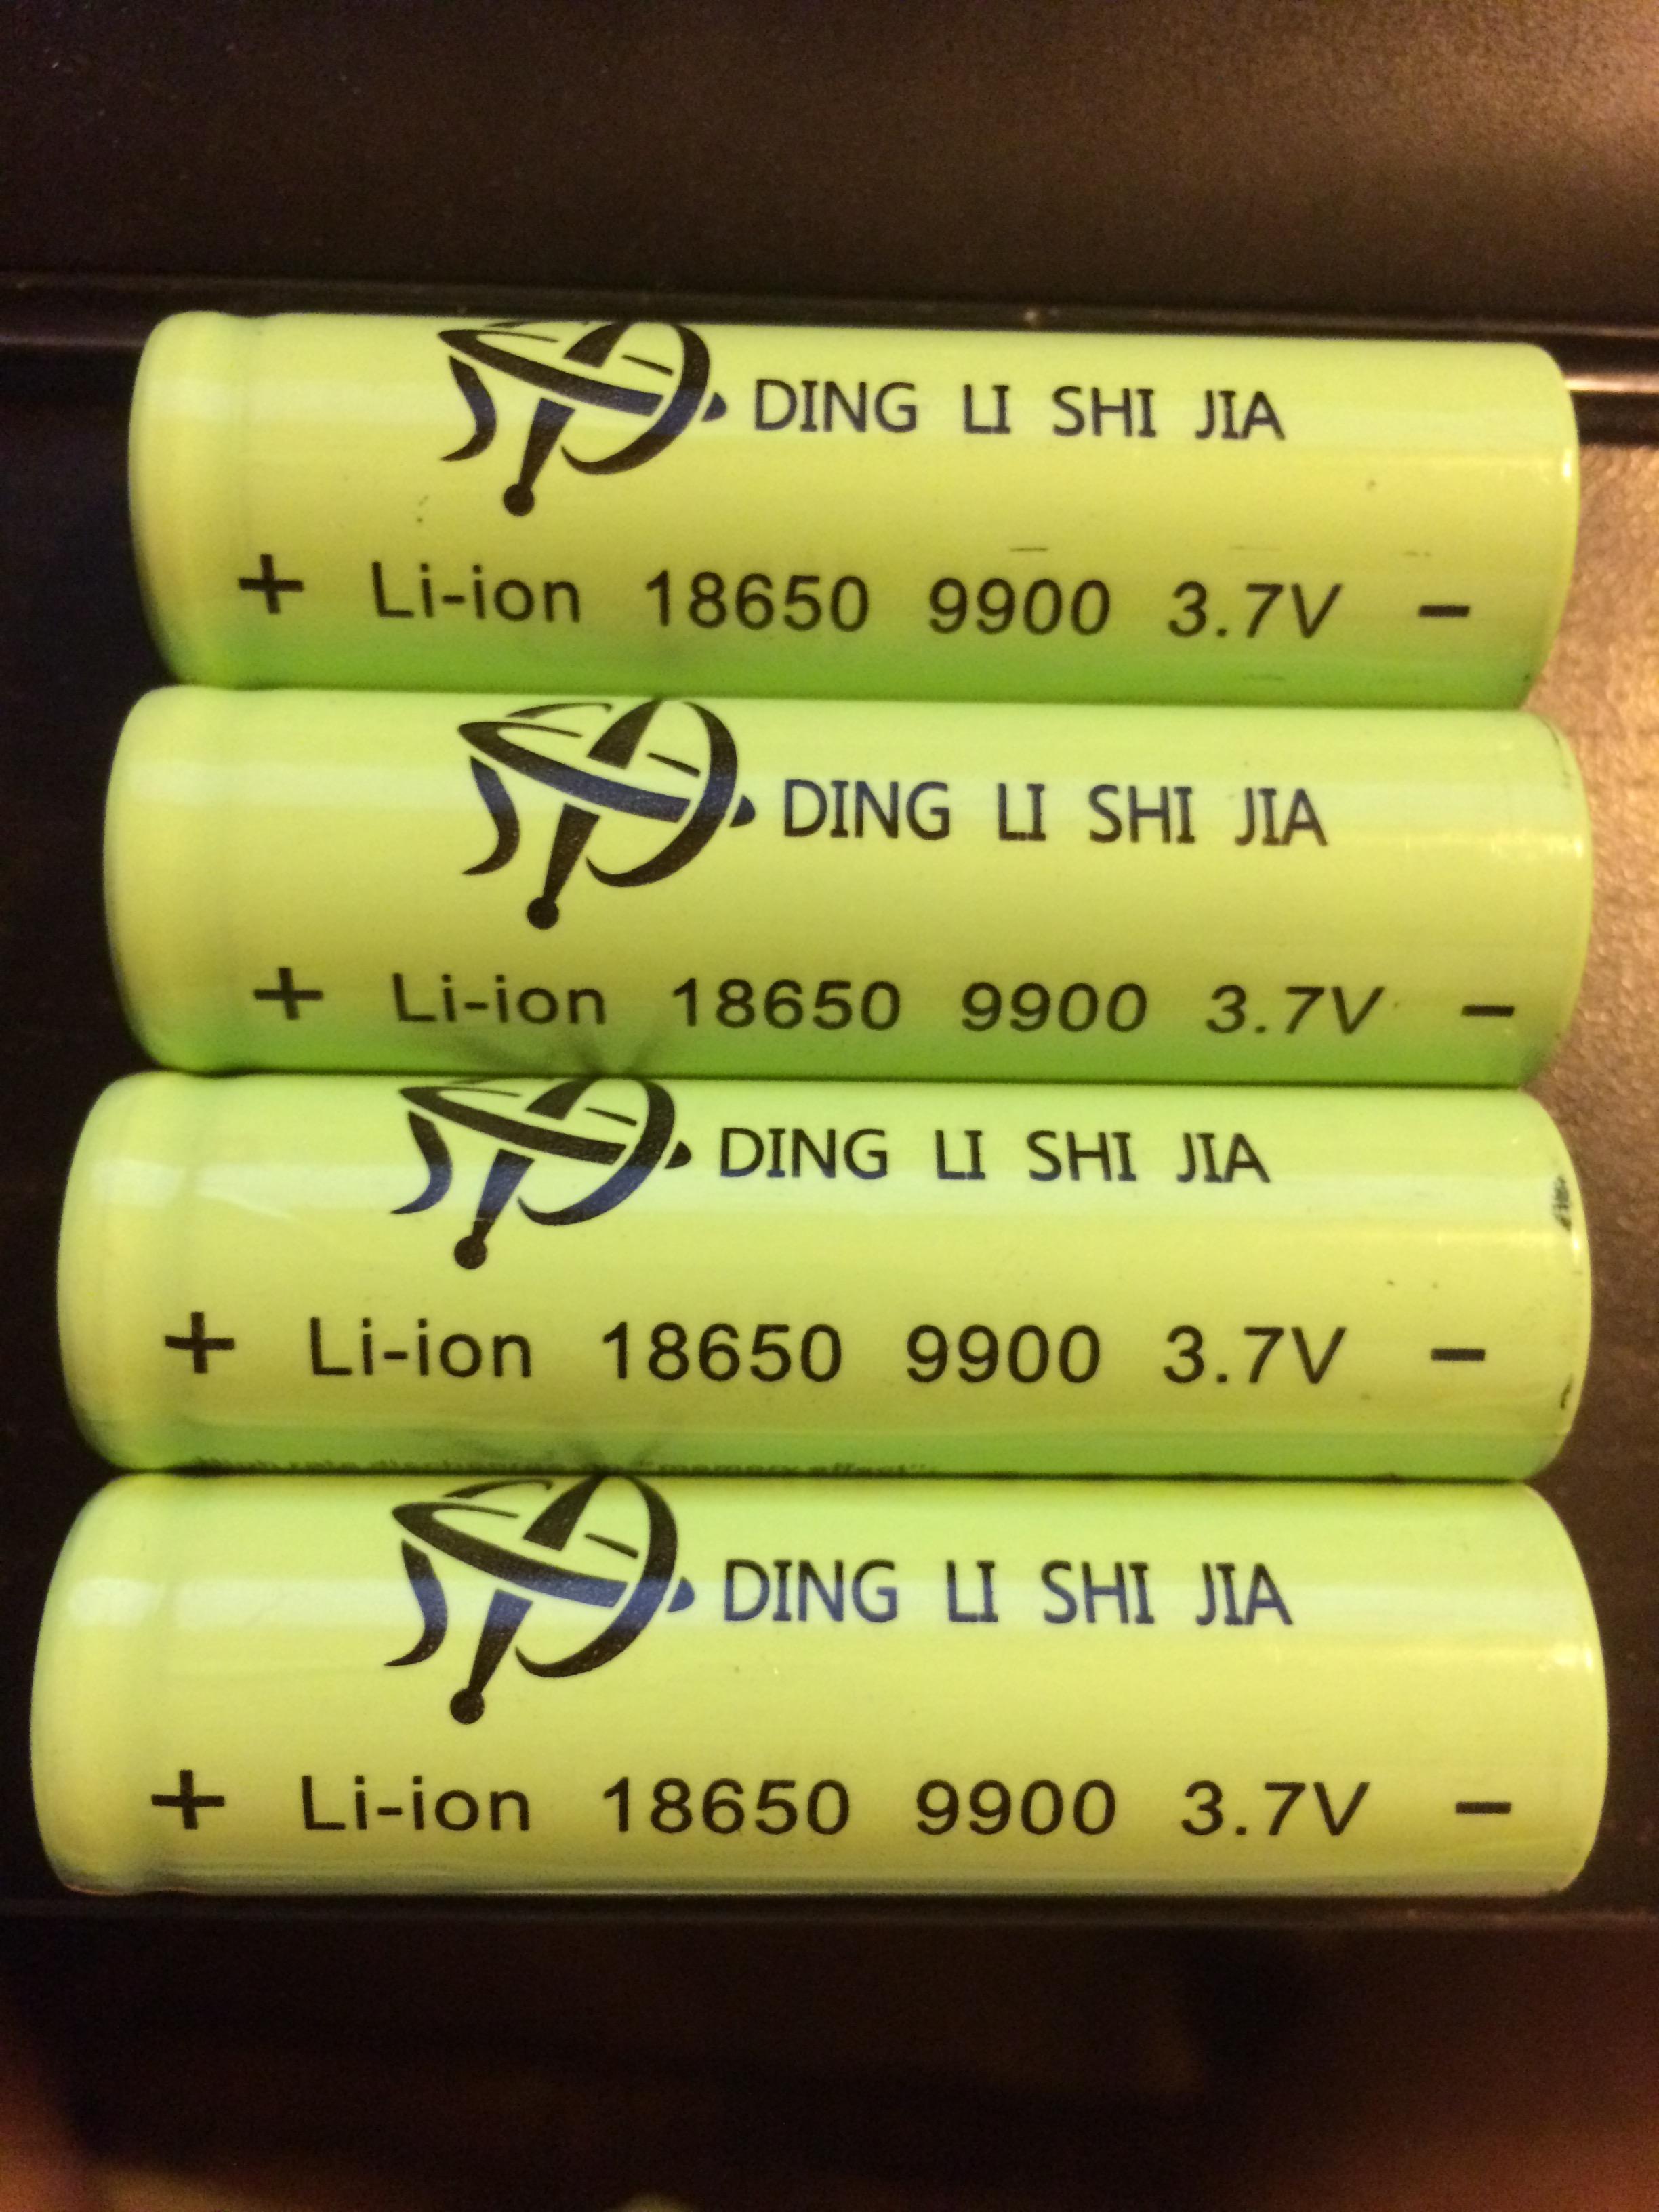 DING LI SHI JIA
+ Li-ion 18650 9900 3.7V −
DING LI SHI JIA
+ Li-ion 18650 9900 3.7V −
DING LI SHI JIA
+ Li-ion 18650 9900 3.7V −
"memory effect"
DING LI SHI JIA
+ Li-ion 18650 9900 3.7V −